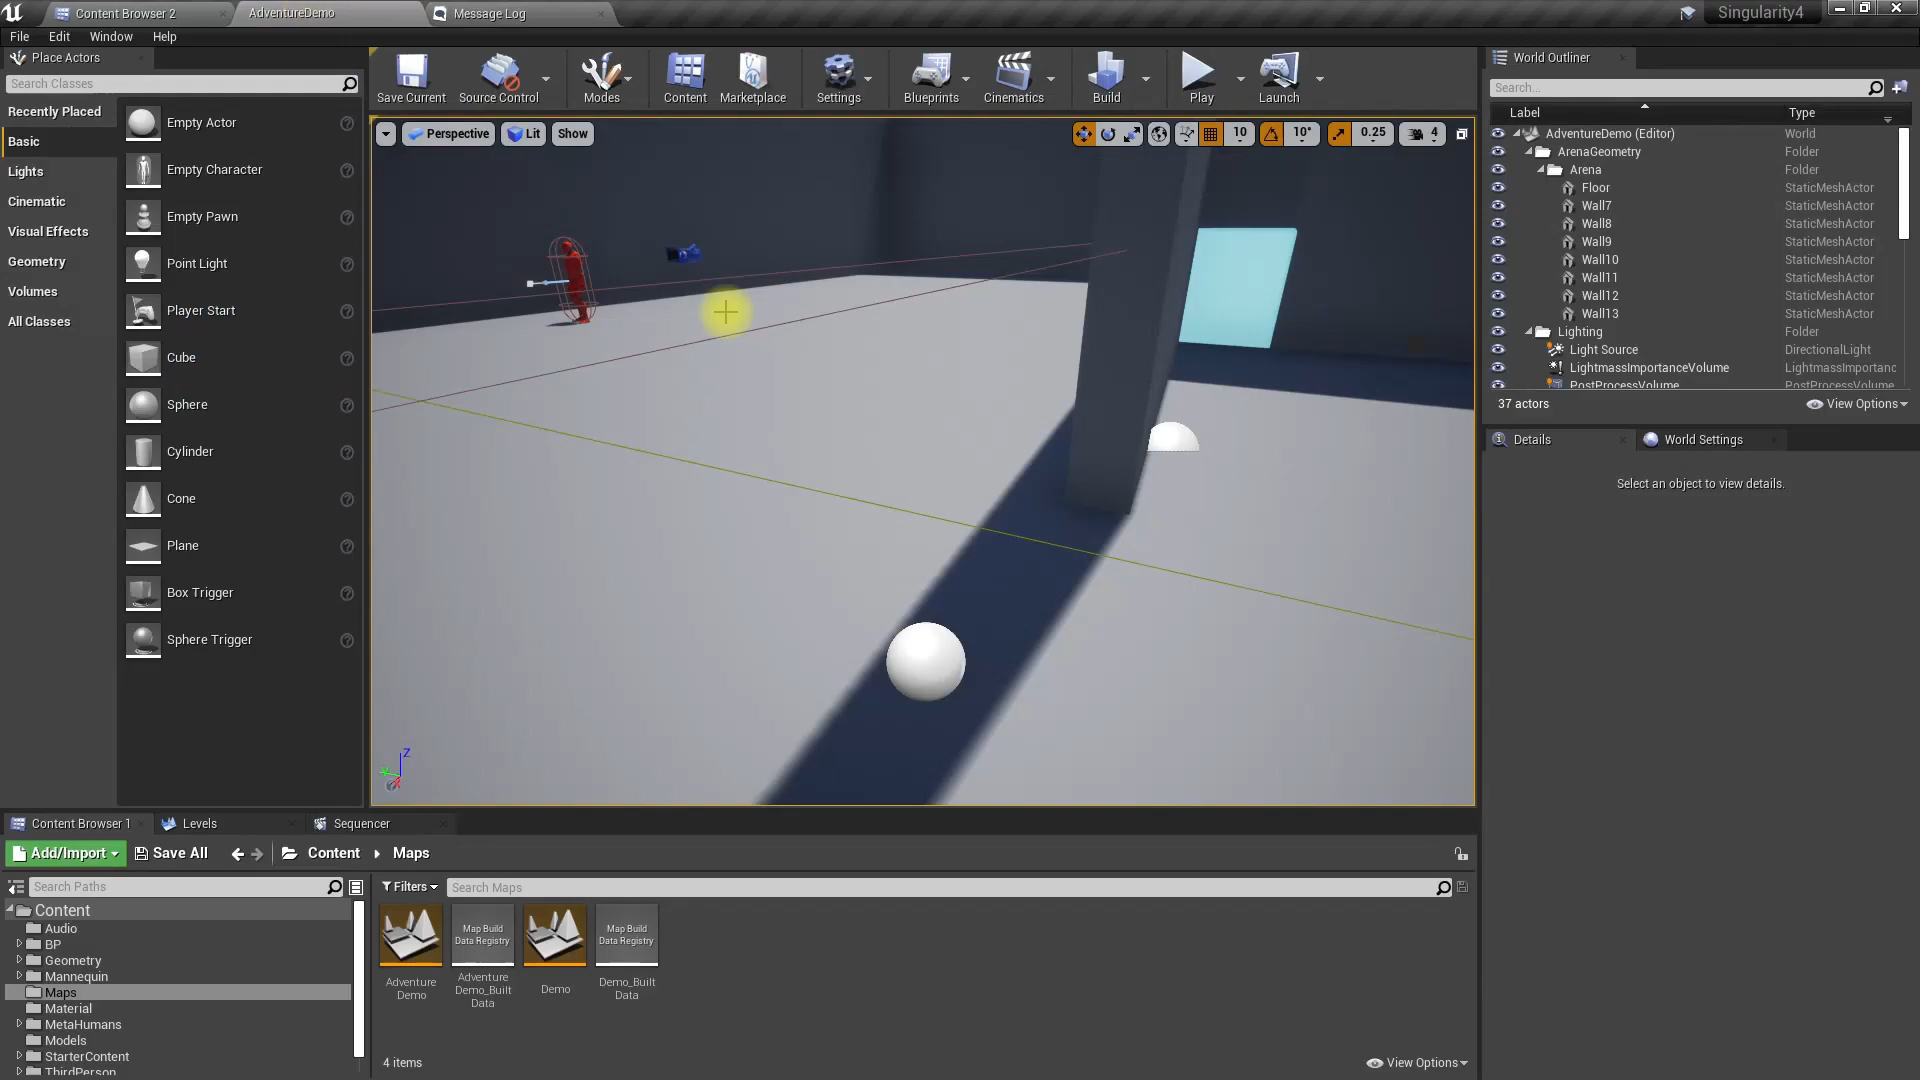 Content Browser 2
AdventureDemo
Message Log
Singularity4
File Edit Window Help
Place Actors
Search Classes
Recently Placed
Basic
Lights
Cinematic
Visual Effects
Geometry
Volumes
All Classes
Empty Actor
Empty Character
Empty Pawn
Point Light
Player Start
Cube
Sphere
Cylinder
Cone
Plane
Box Trigger
Sphere Trigger
Save Current
Source Control
Modes
Content
Marketplace
Settings
Blueprints
Cinematics
Build
Play
Launch
Perspective
Lit
Show
10
10°
0.25
4
Z
World Outliner
Search...
Label Type
AdventureDemo (Editor) World
ArenaGeometry Folder
Arena Folder
Floor StaticMeshActor
Wall7 StaticMeshActor
Wall8 StaticMeshActor
Wall9 StaticMeshActor
Wall10 StaticMeshActor
Wall11 StaticMeshActor
Wall12 StaticMeshActor
Wall13 StaticMeshActor
Lighting Folder
Light Source DirectionalLight
LightmassImportanceVolume LightmassImportanc
PostProcessVolume PostProcessVolume
37 actors
View Options
Details
World Settings
Select an object to view details.
Content Browser 1
Levels
Sequencer
Add/Import
Save All
Content
Maps
Search Paths
Content
Audio
BP
Geometry
Mannequin
Maps
Material
MetaHumans
Models
StarterContent
ThirdPerson
Filters
Search Maps
Map Build
Data Registry
Map Build
Data Registry
Adventure
Demo
Adventure
Demo_Built
Data
Demo
Demo_Built
Data
4 items
View Options